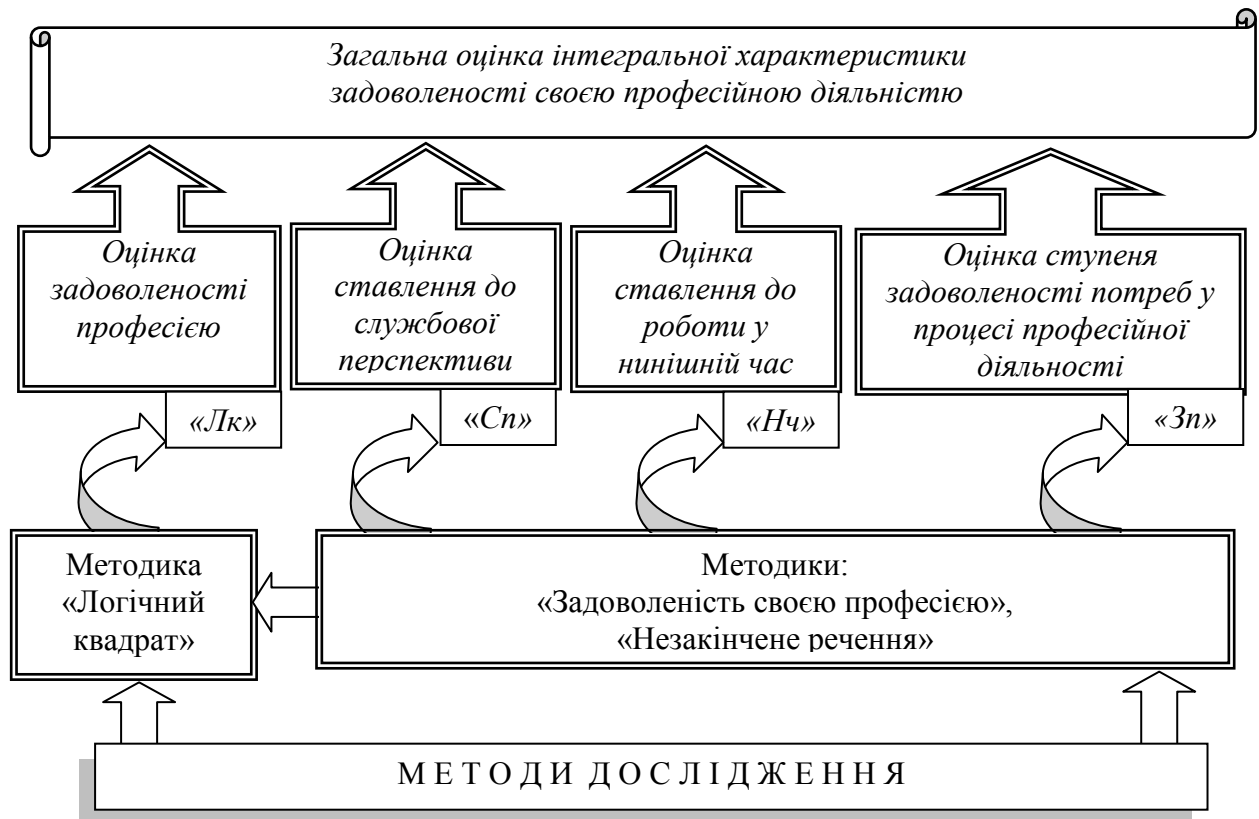 Загальна оцінка інтегральної характеристики
задоволеності своєю професійною діяльністю
Оцінка
задоволеності
професією
Оцінка
ставлення до
службової
перспективи
Оцінка
ставлення до
роботи у
нинішній час
Оцінка ступеня
задоволеності потреб у
процесі професійної
діяльності
«Лк»
«Сп»
«Нч»
«Зп»
Методика
«Логічний
квадрат»
Методики:
«Задоволеність своєю професією»,
«Незакінчене речення»
М Е Т О Д И Д О С Л І Д Ж Е Н Н Я